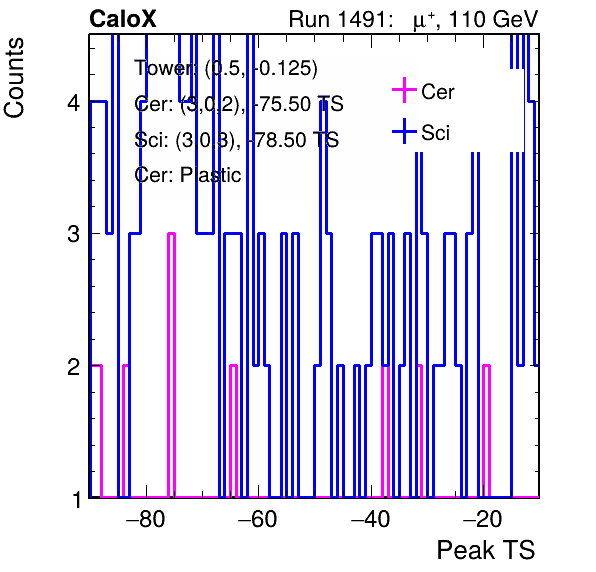 CaloX
Run 1491: μ⁺, 110 GeV
Counts
Tower: (0.5, -0.125)
Cer: (3,0,2), -75.50 TS
Sci: (3,0,3), -78.50 TS
Cer: Plastic
Cer
Sci
4
3
2
1
−80 −60 −40 −20
Peak TS